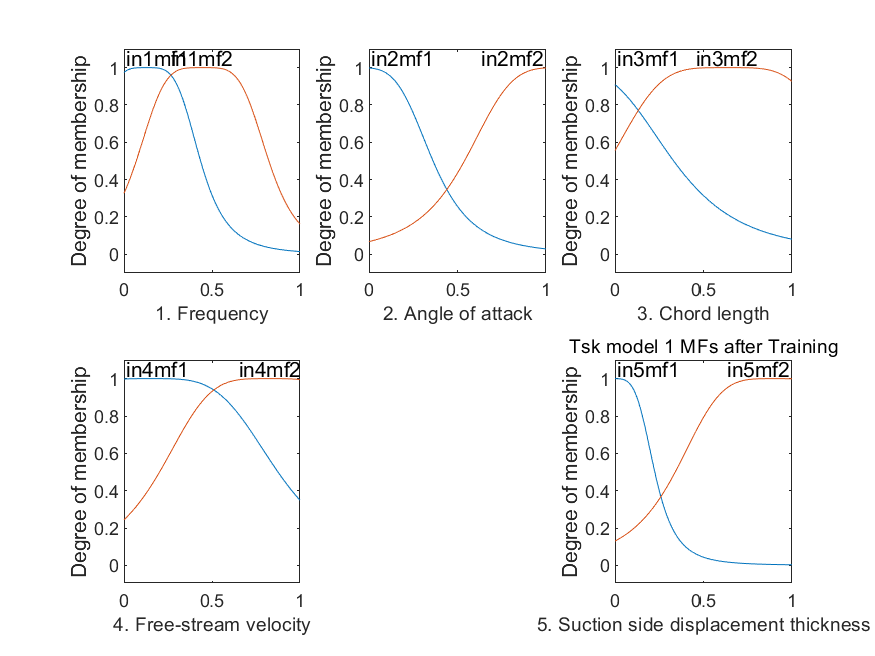 in1mf1 in1mf2
Degree of membership
1
0.8
0.6
0.4
0.2
0
0 0.5 1
1. Frequency
in2mf1 in2mf2
Degree of membership
1
0.8
0.6
0.4
0.2
0
0 0.5 1
2. Angle of attack
in3mf1 in3mf2
Degree of membership
1
0.8
0.6
0.4
0.2
0
0 0.5 1
3. Chord length
in4mf1 in4mf2
Degree of membership
1
0.8
0.6
0.4
0.2
0
0 0.5 1
4. Free-stream velocity
Tsk model 1 MFs after Training
in5mf1 in5mf2
Degree of membership
1
0.8
0.6
0.4
0.2
0
0 0.5 1
5. Suction side displacement thickness